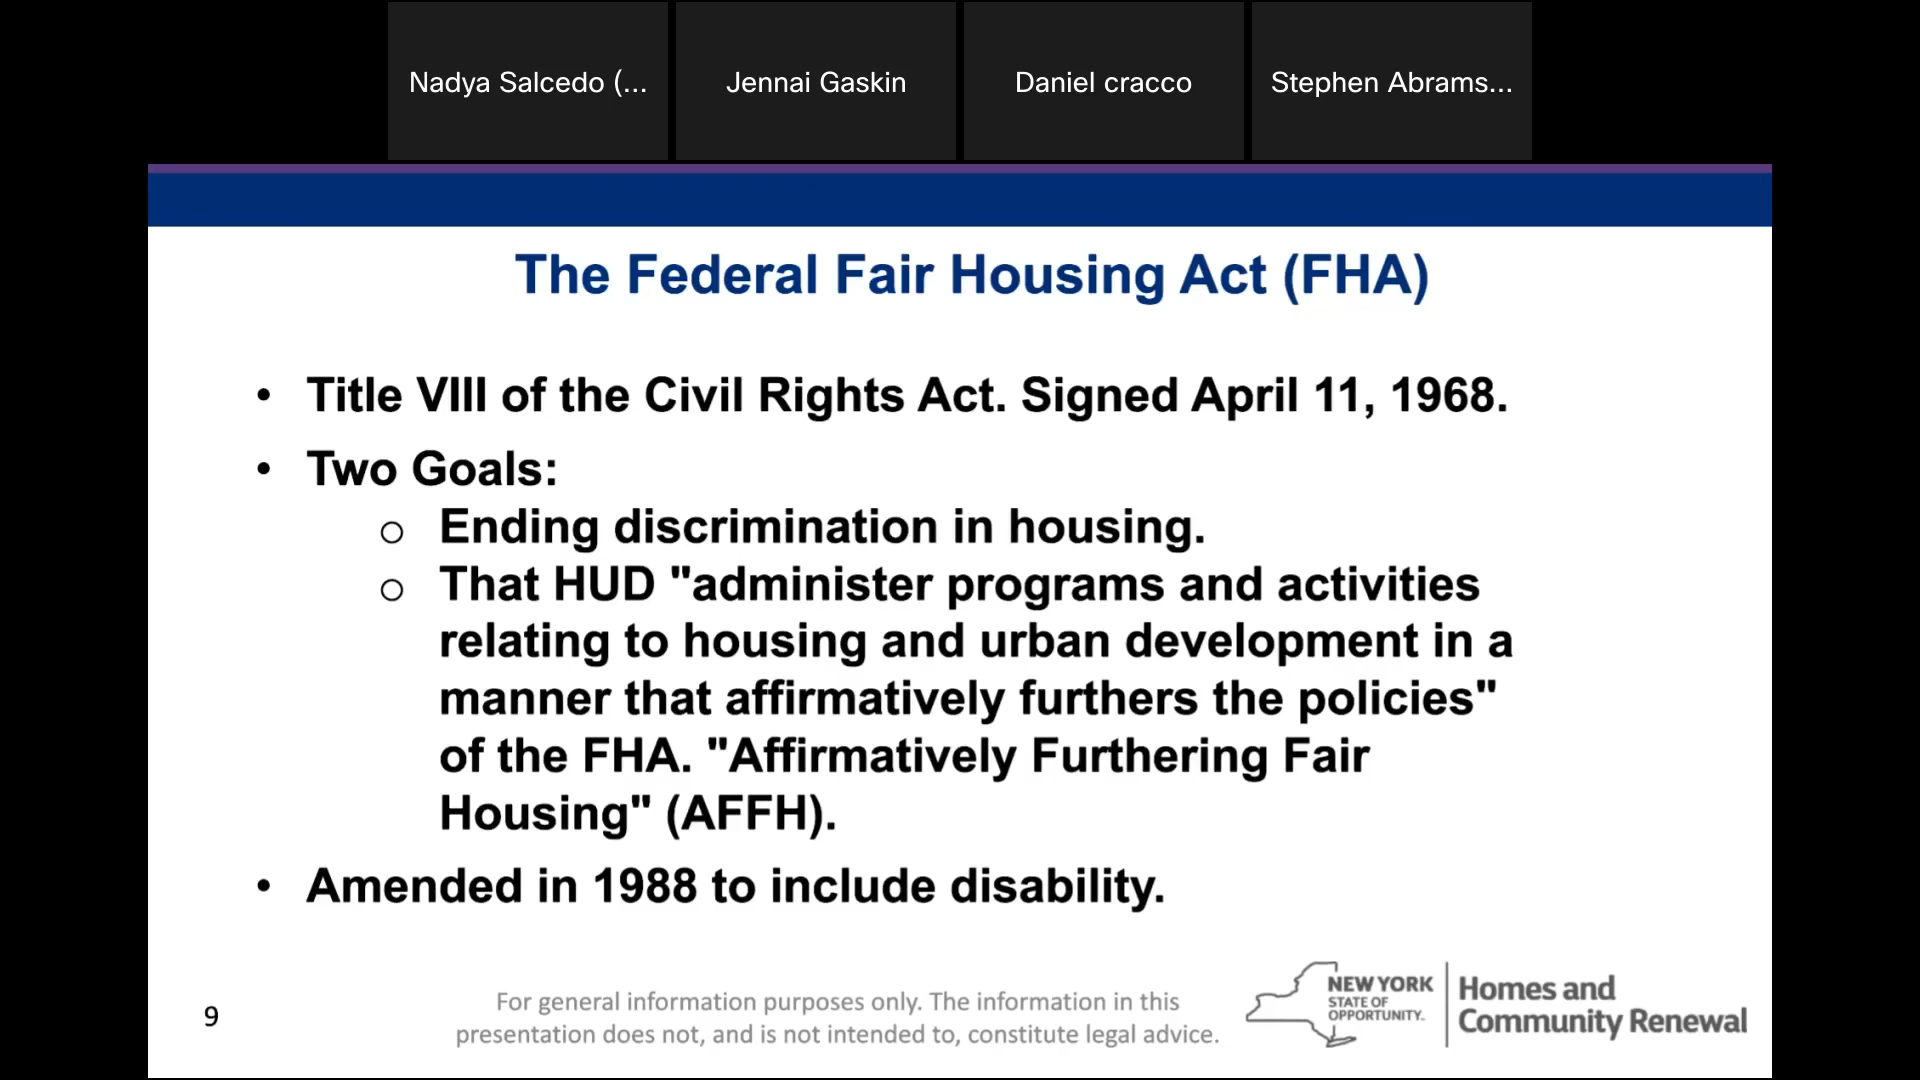 Nadya Salcedo (...
Jennai Gaskin
Daniel cracco
Stephen Abrams...
The Federal Fair Housing Act (FHA)
• Title VIII of the Civil Rights Act. Signed April 11, 1968.
• Two Goals:
o Ending discrimination in housing.
o That HUD "administer programs and activities
relating to housing and urban development in a
manner that affirmatively furthers the policies"
of the FHA. "Affirmatively Furthering Fair
Housing" (AFFH).
• Amended in 1988 to include disability.
9
For general information purposes only. The information in this
presentation does not, and is not intended to, constitute legal advice.
NEW YORK
STATE OF
OPPORTUNITY.
Homes and
Community Renewal